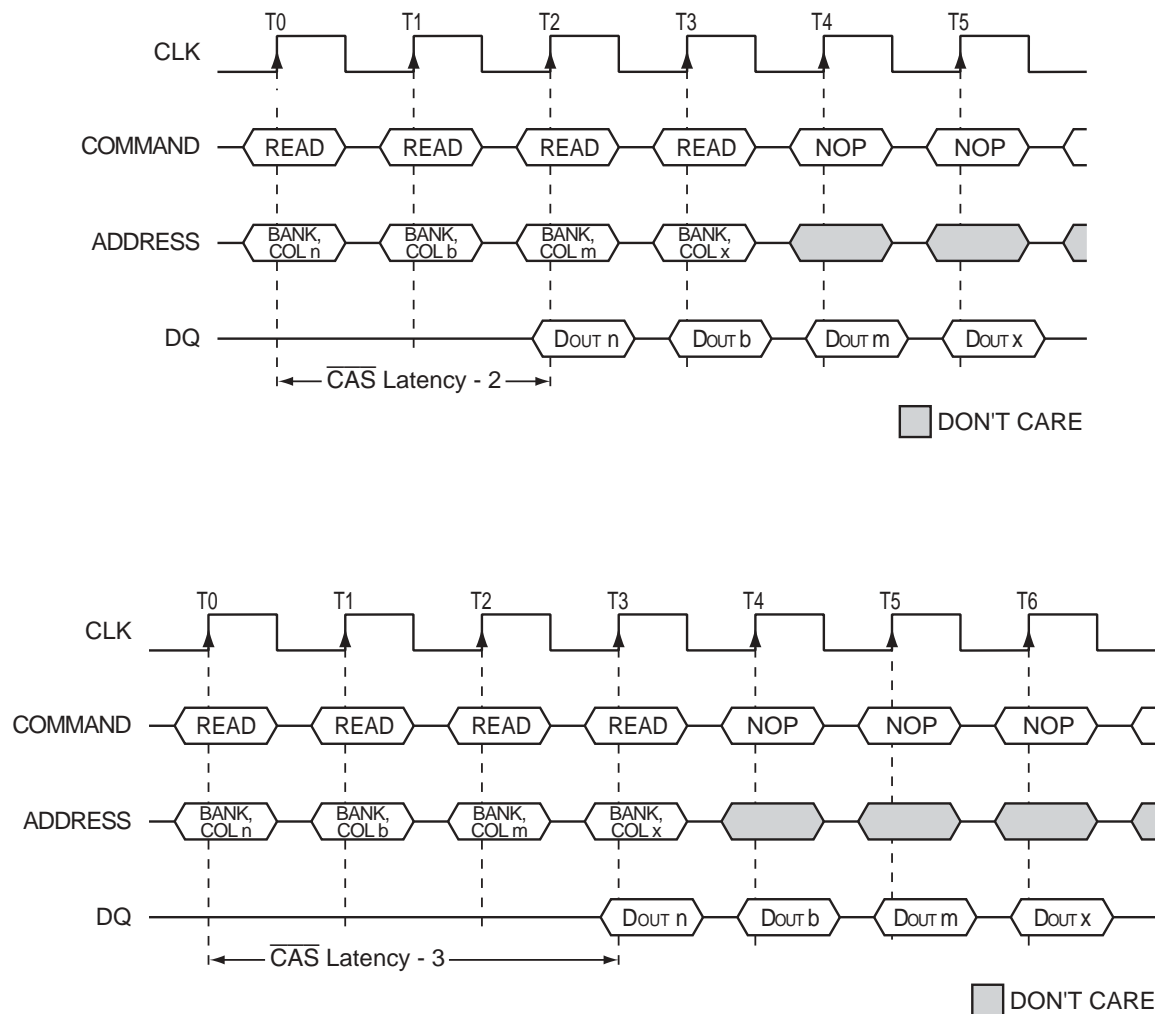 T0 T1 T2 T3 T4 T5
CLK
COMMAND READ READ READ READ NOP NOP
ADDRESS BANK, BANK, BANK, BANK,
COL n COL b COL m COL x
DQ DOUT n DOUT b DOUT m DOUT x
CAS Latency - 2
DON'T CARE
T0 T1 T2 T3 T4 T5 T6
CLK
COMMAND READ READ READ READ NOP NOP NOP
ADDRESS BANK, BANK, BANK, BANK,
COL n COL b COL m COL x
DQ DOUT n DOUT b DOUT m DOUT x
CAS Latency - 3
DON'T CARE